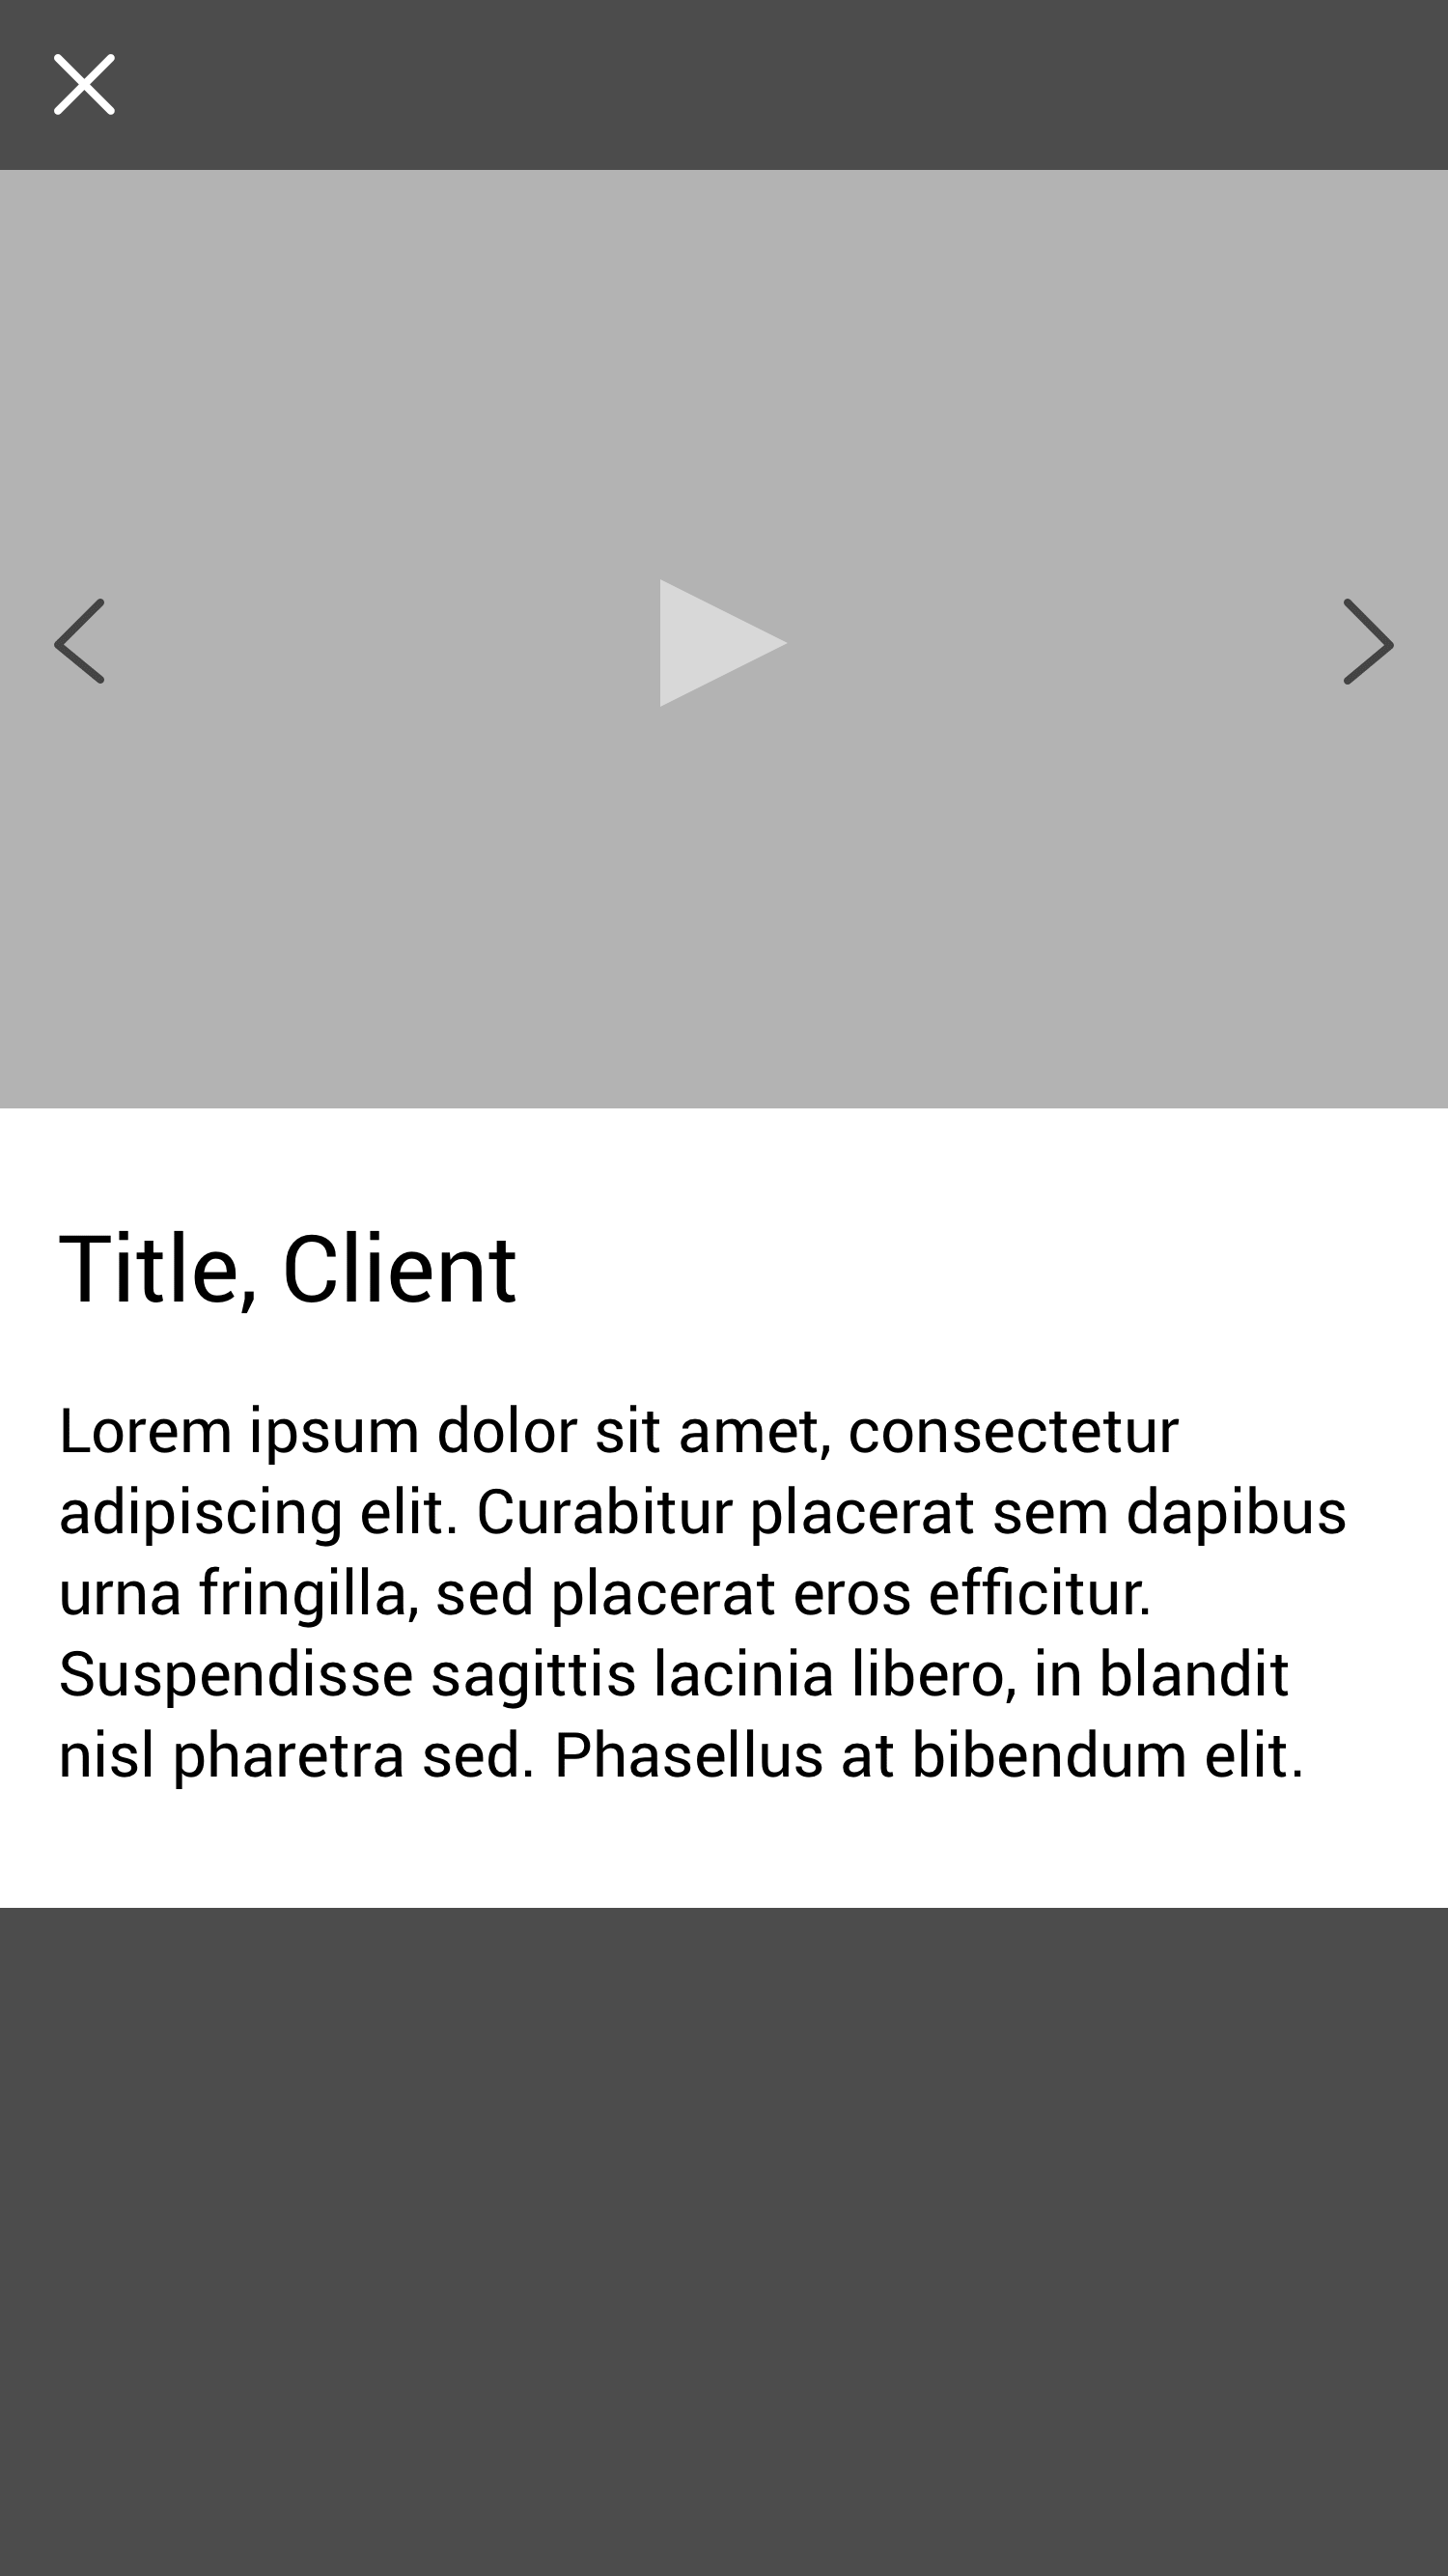 Title, Client
Lorem ipsum dolor sit amet, consectetur
adipiscing elit. Curabitur placerat sem dapibus
urna fringilla, sed placerat eros efficitur.
Suspendisse sagittis lacinia libero, in blandit
nisl pharetra sed. Phasellus at bibendum elit.